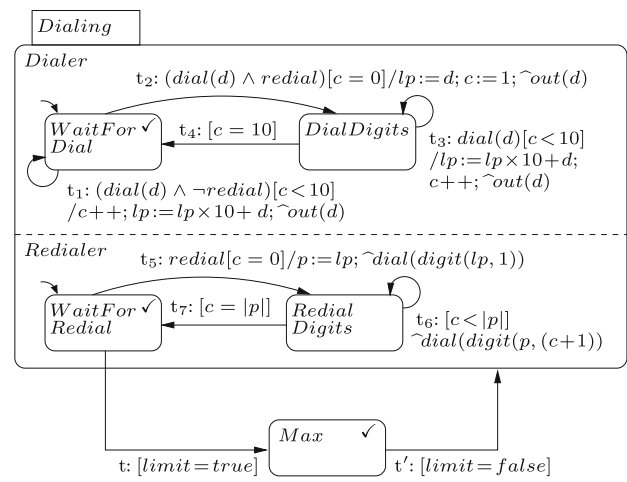 Dialing
Dialer
t₂: (dial(d) ∧ redial)[c = 0]/lp:=d; c:=1; ^out(d)
WaitFor ✓
Dial
t₄: [c = 10]
DialDigits
t₃: dial(d)[c<10]
/lp:=lp×10+d;
c++; ^out(d)
t₁: (dial(d) ∧ ¬redial)[c<10]
/c++; lp:=lp×10+ d; ^out(d)
Redialer
t₅: redial[c = 0]/p:=lp; ^dial(digit(lp, 1))
WaitFor ✓
Redial
t₇: [c = |p|]
Redial
Digits
t₆: [c<|p|]
^dial(digit(p, (c+1))
Max ✓
t: [limit=true]
t': [limit=false]